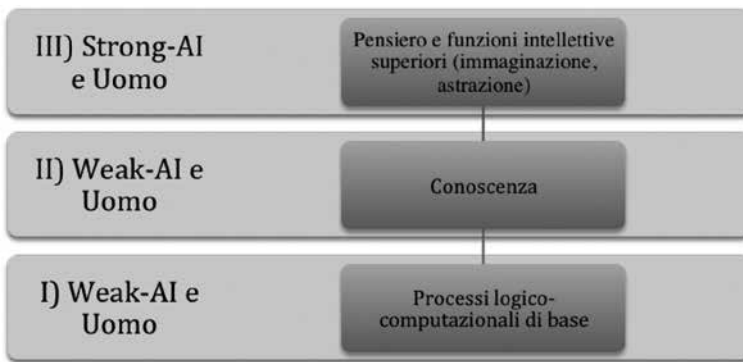 III) Strong-AI
e Uomo
Pensiero e funzioni intellettive
superiori (immaginazione,
astrazione)
II) Weak-AI e
Uomo
Conoscenza
I) Weak-AI e
Uomo
Processi logico-
computazionali di base